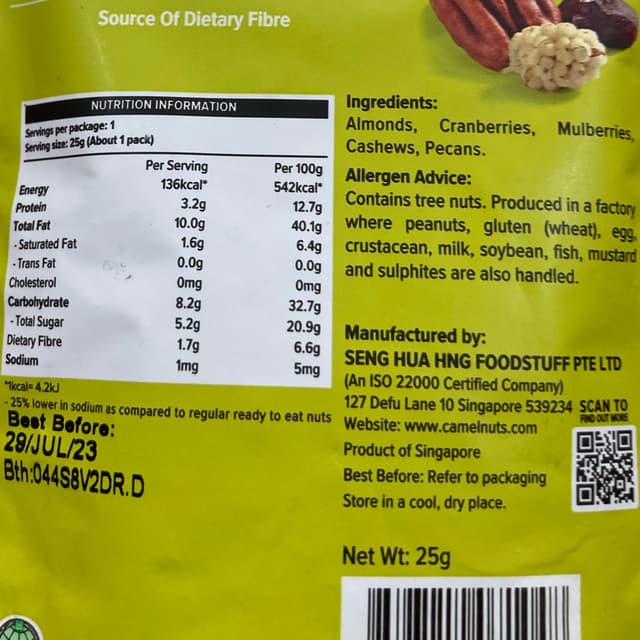 Source Of Dietary Fibre
NUTRITION INFORMATION
Servings per package: 1
Serving size: 25g (About 1 pack)
Per Serving Per 100g
Energy 136kcal* 542kcal*
Protein 3.2g 12.7g
Total Fat 10.0g 40.1g
- Saturated Fat 1.6g 6.4g
- Trans Fat 0.0g 0.0g
Cholesterol 0mg 0mg
Carbohydrate 8.2g 32.7g
- Total Sugar 5.2g 20.9g
Dietary Fibre 1.7g 6.6g
Sodium 1mg 5mg
*1kcal= 4.2kJ
- 25% lower in sodium as compared to regular ready to eat nuts
Best Before:
29/JUL/23
Bth:044S8V2DR.D
Ingredients:
Almonds, Cranberries, Mulberries,
Cashews, Pecans.
Allergen Advice:
Contains tree nuts. Produced in a factory
where peanuts, gluten (wheat), egg,
crustacean, milk, soybean, fish, mustard
and sulphites are also handled.
Manufactured by:
SENG HUA HNG FOODSTUFF PTE LTD
(An ISO 22000 Certified Company)
127 Defu Lane 10 Singapore 539234
Website: www.camelnuts.com
Product of Singapore
Best Before: Refer to packaging
Store in a cool, dry place.
SCAN TO
FIND OUT MORE
Net Wt: 25g